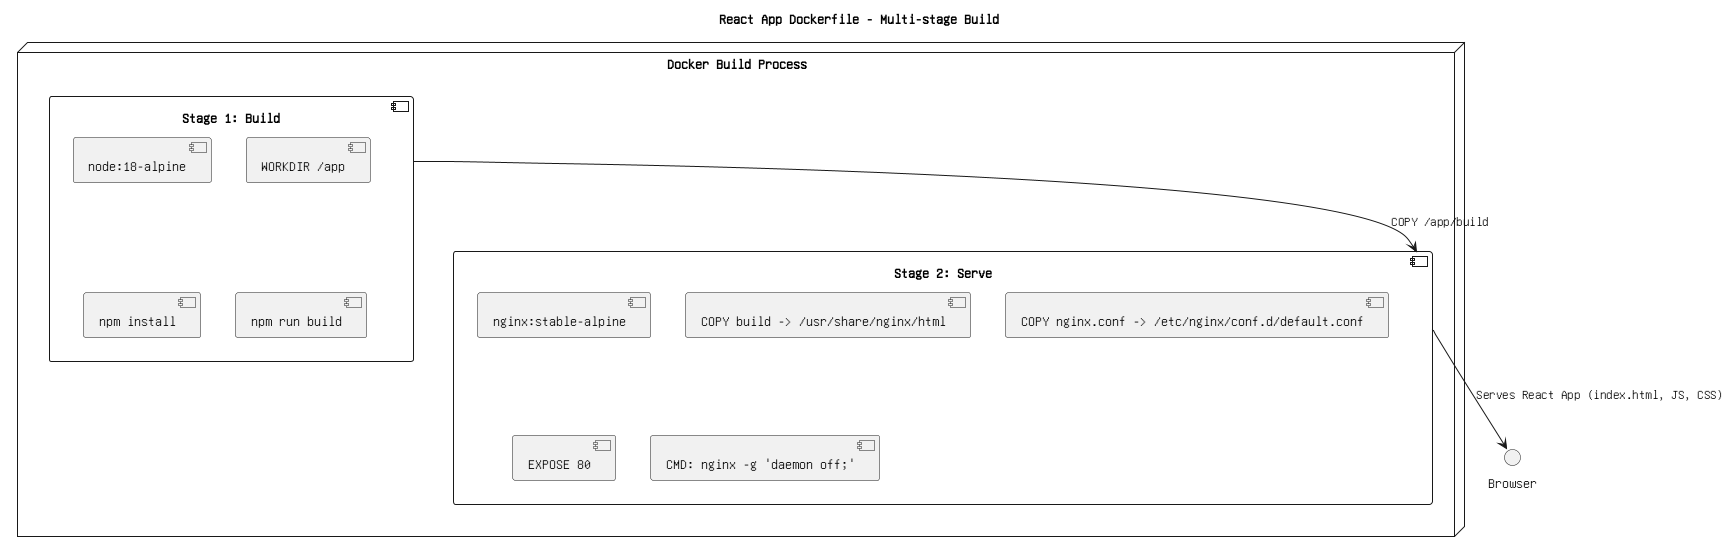 React App Dockerfile - Multi-stage Build
Docker Build Process
Stage 1: Build
node:18-alpine
WORKDIR /app
npm install
npm run build
COPY /app/build
Stage 2: Serve
nginx:stable-alpine
COPY build -> /usr/share/nginx/html
COPY nginx.conf -> /etc/nginx/conf.d/default.conf
EXPOSE 80
CMD: nginx -g 'daemon off;'
Serves React App (index.html, JS, CSS)
Browser